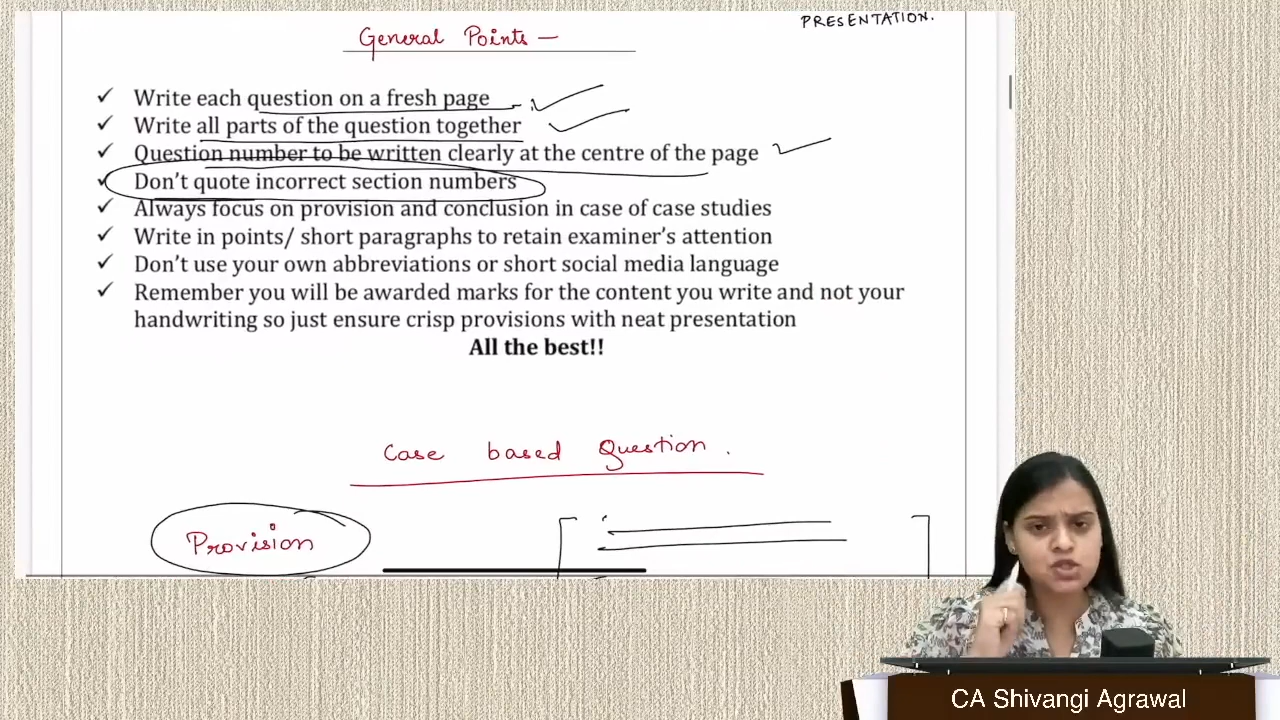 PRESENTATION.
General Points —
✓ Write each question on a fresh page
✓ Write all parts of the question together
✓ Question number to be written clearly at the centre of the page
✓ Don't quote incorrect section numbers
✓ Always focus on provision and conclusion in case of case studies
✓ Write in points/ short paragraphs to retain examiner's attention
✓ Don't use your own abbreviations or short social media language
✓ Remember you will be awarded marks for the content you write and not your
handwriting so just ensure crisp provisions with neat presentation
All the best!!
Case based Question.
Provision
CA Shivangi Agrawal